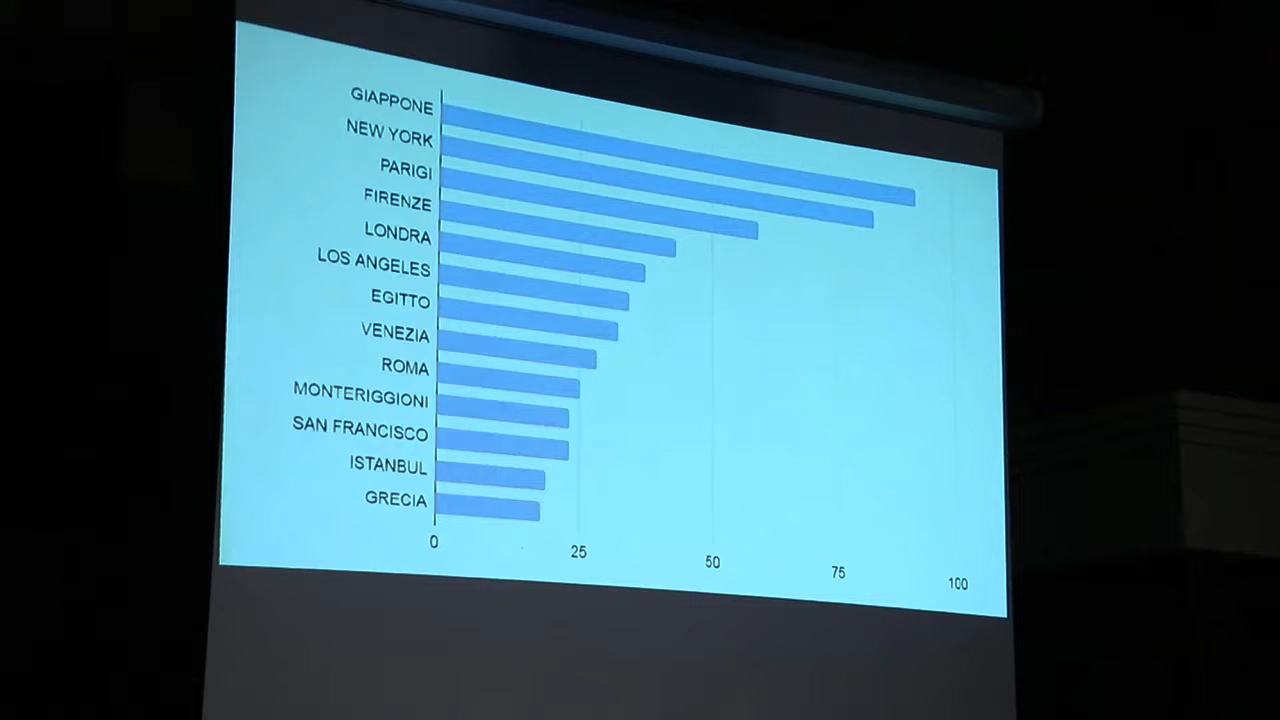 GIAPPONE
NEW YORK
PARIGI
FIRENZE
LONDRA
LOS ANGELES
EGITTO
VENEZIA
ROMA
MONTERIGGIONI
SAN FRANCISCO
ISTANBUL
GRECIA
0 25 50 75 100